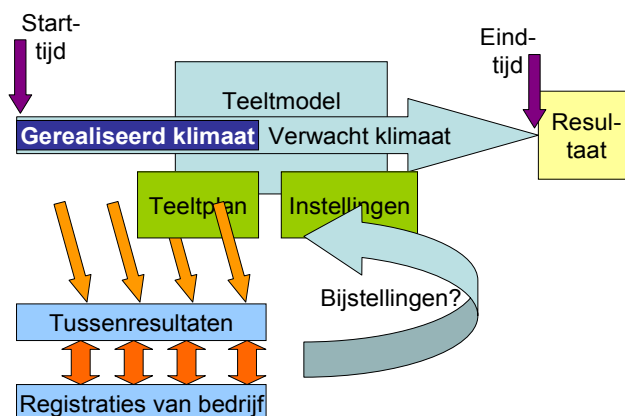 Start-
tijd
Eind-
tijd
Teeltmodel
Gerealiseerd klimaat
Verwacht klimaat
Resul-
taat
Teeltplan
Instellingen
Bijstellingen?
Tussenresultaten
Registraties van bedrijf